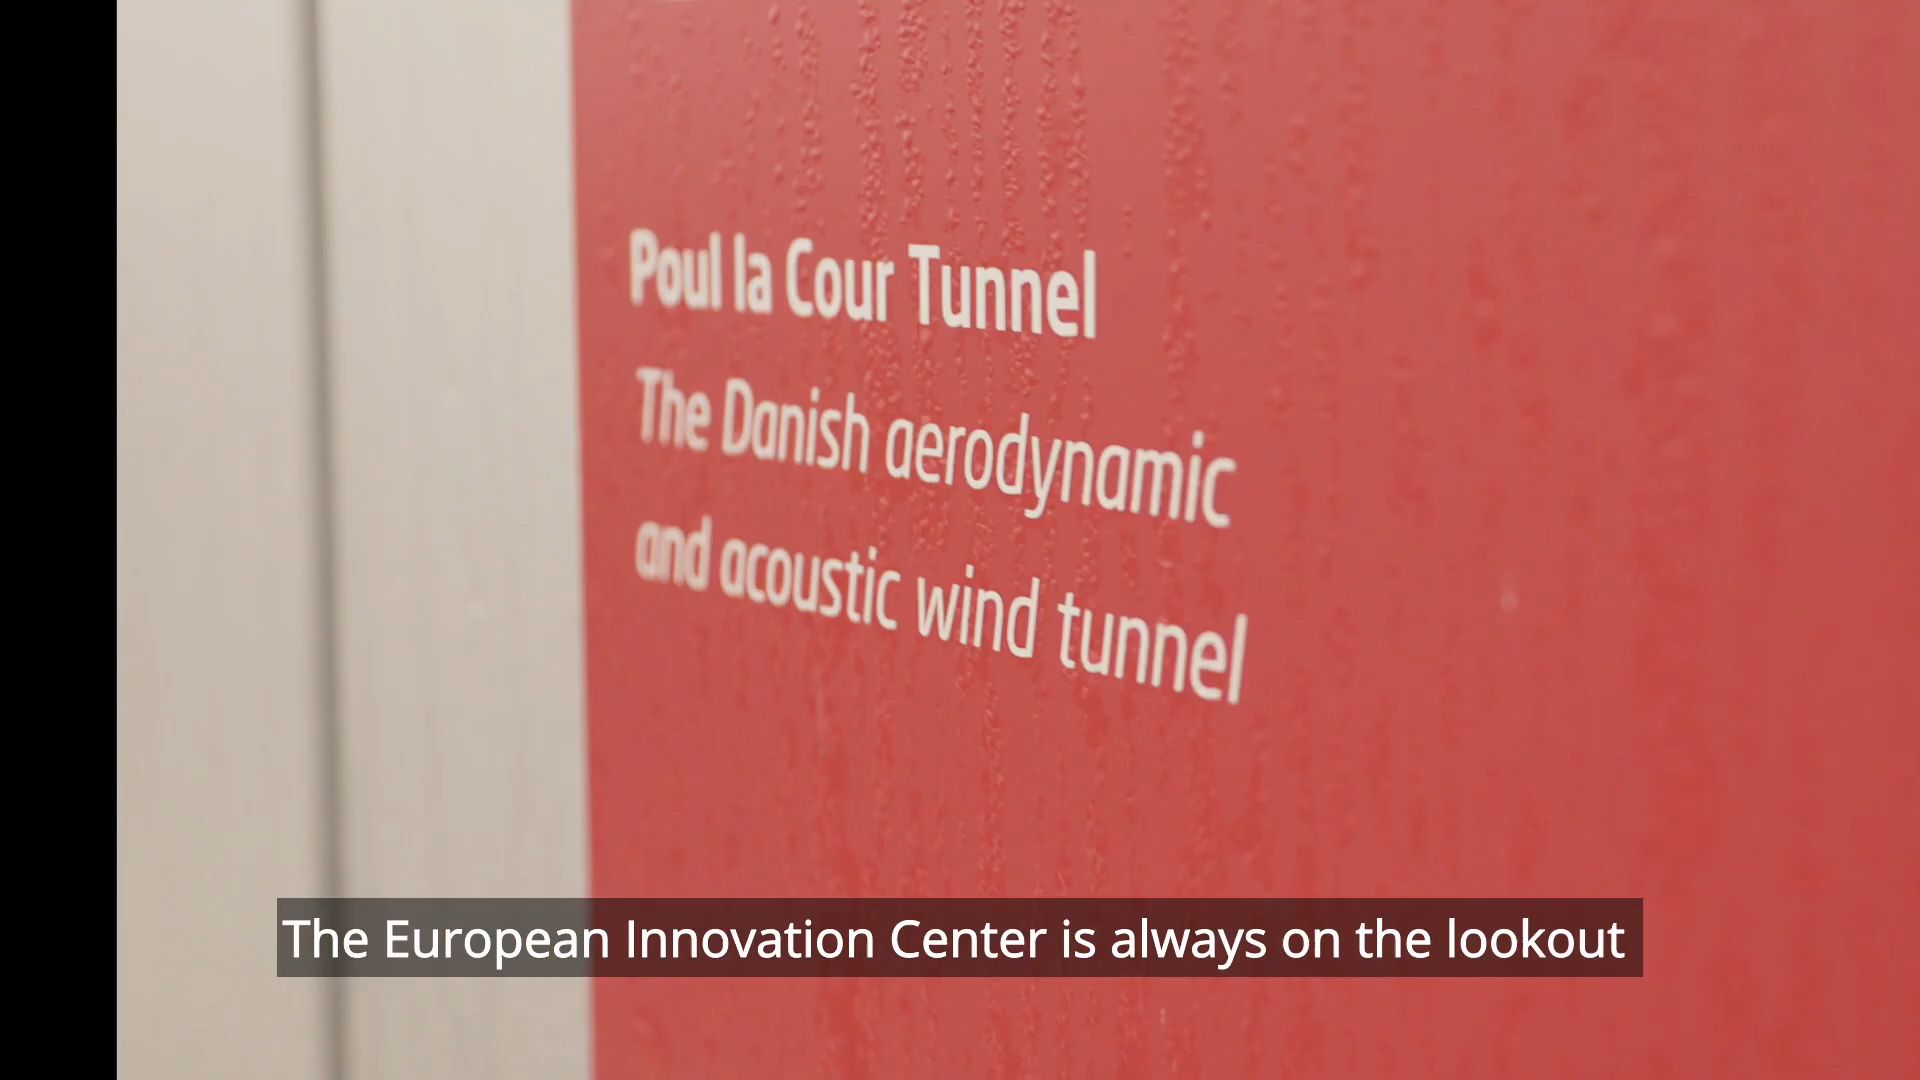 Poul la Cour Tunnel
The Danish aerodynamic
and acoustic wind tunnel
The European Innovation Center is always on the lookout